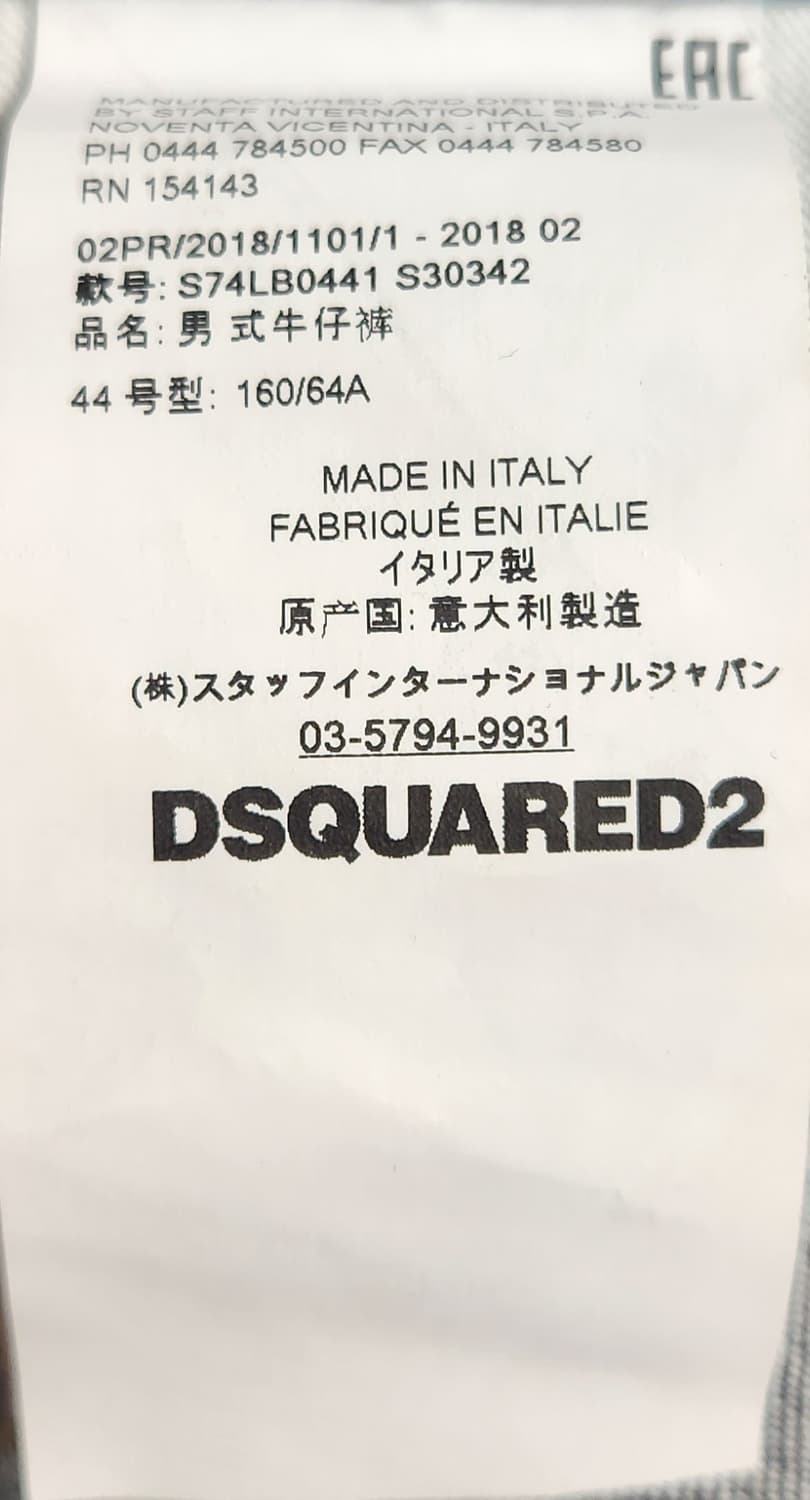 EAC
MANUFACTURED AND DISTRIBUTED
BY STAFF INTERNATIONAL S.P.A.
NOVENTA VICENTINA - ITALY
PH 0444 784500 FAX 0444 784580
RN 154143
02PR/2018/1101/1 - 2018 02
款号: S74LB0441 S30342
品名: 男 式牛仔裤
44 号型: 160/64A
MADE IN ITALY
FABRIQUÉ EN ITALIE
イタリア製
原产国: 意大利製造
(株)スタッフインターナショナルジャパン
03-5794-9931
DSQUARED2